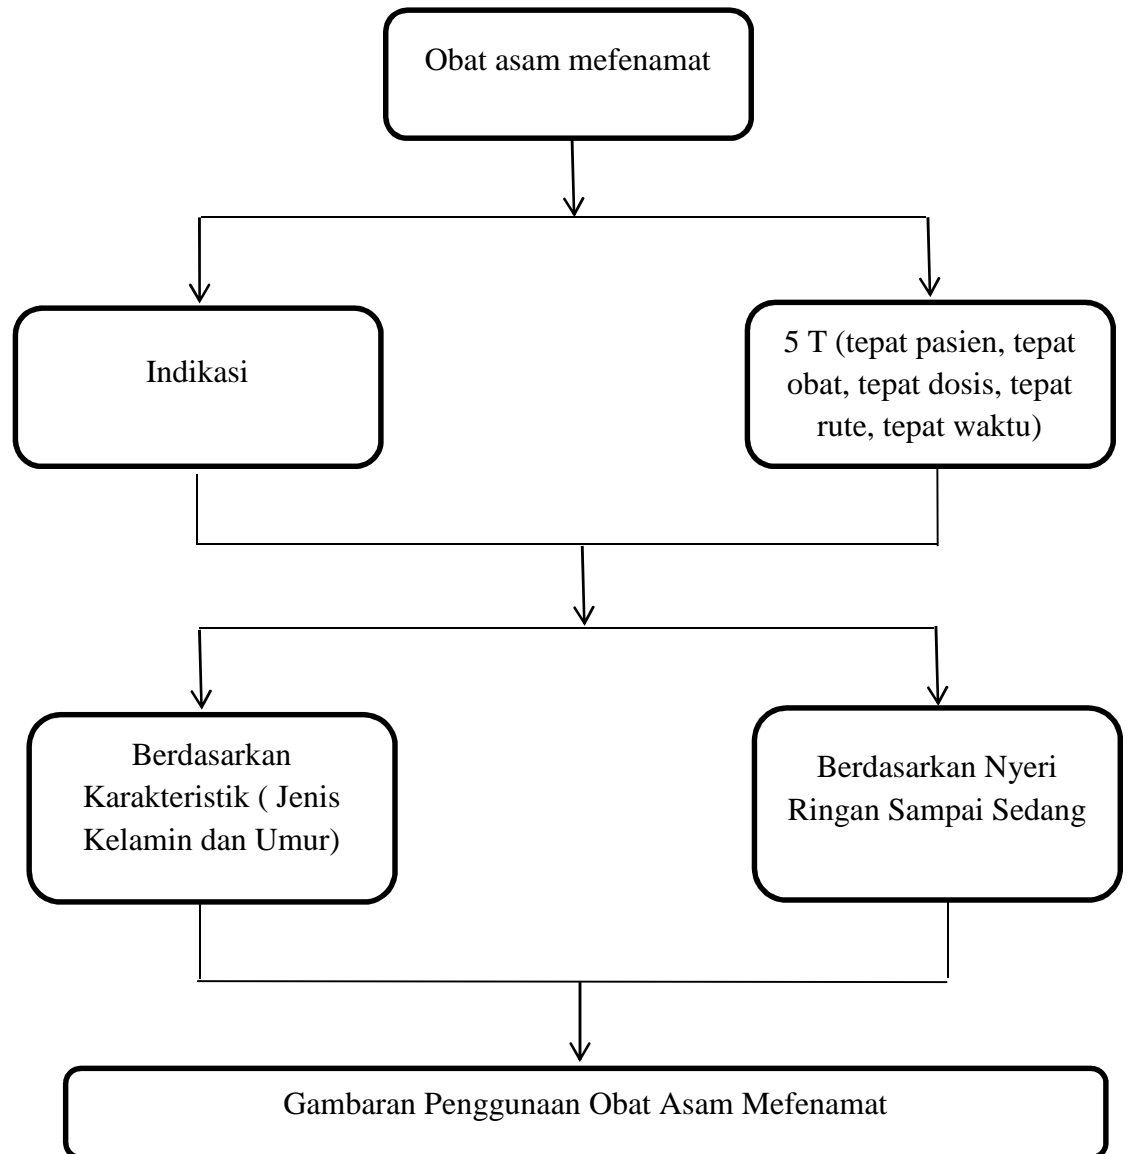 Obat asam mefenamat
Indikasi
5 T (tepat pasien, tepat
obat, tepat dosis, tepat
rute, tepat waktu)
Berdasarkan
Karakteristik ( Jenis
Kelamin dan Umur)
Berdasarkan Nyeri
Ringan Sampai Sedang
Gambaran Penggunaan Obat Asam Mefenamat